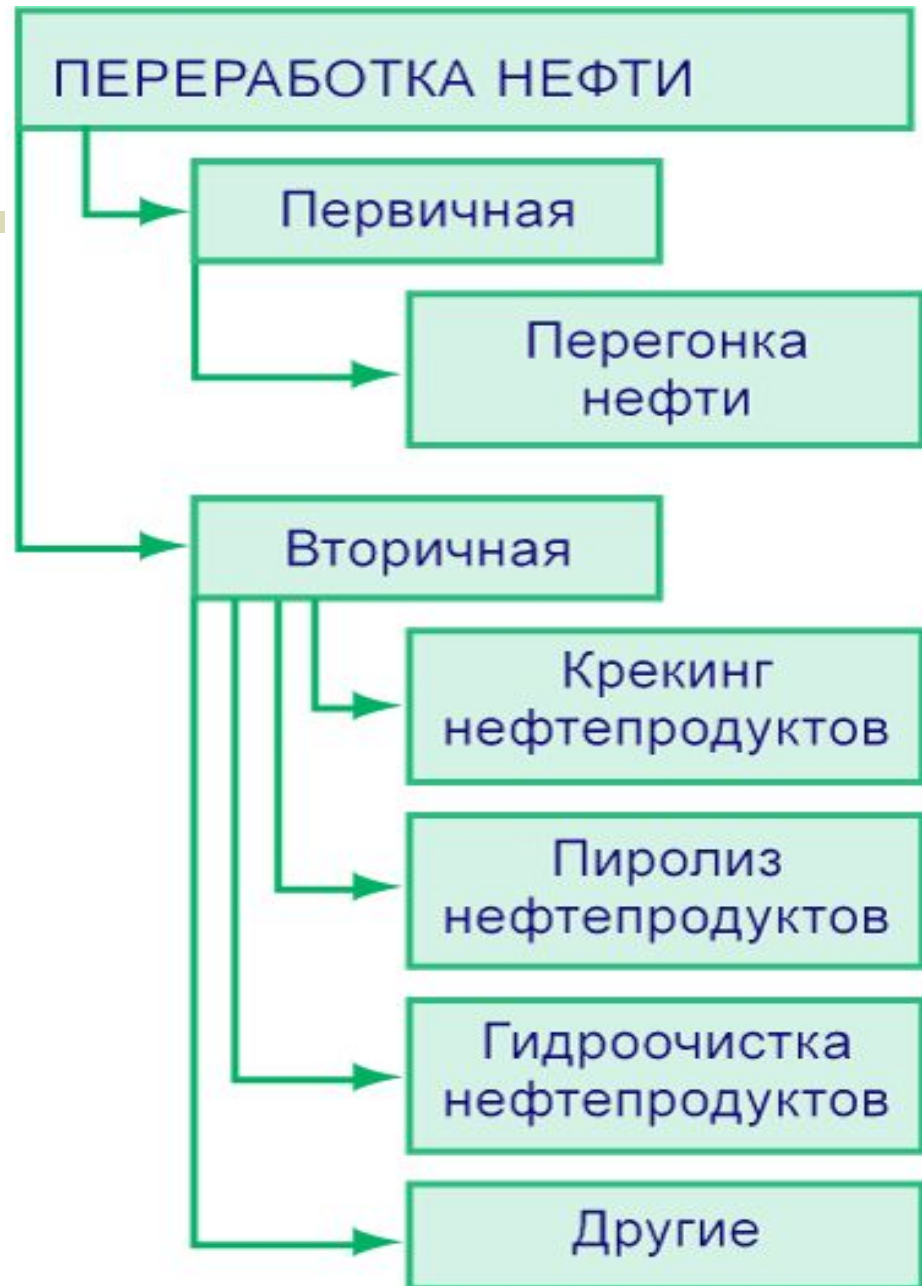 ПЕРЕРАБОТКА НЕФТИ
Первичная
Перегонка
нефти
Вторичная
Крекинг
нефтепродуктов
Пиролиз
нефтепродуктов
Гидроочистка
нефтепродуктов
Другие